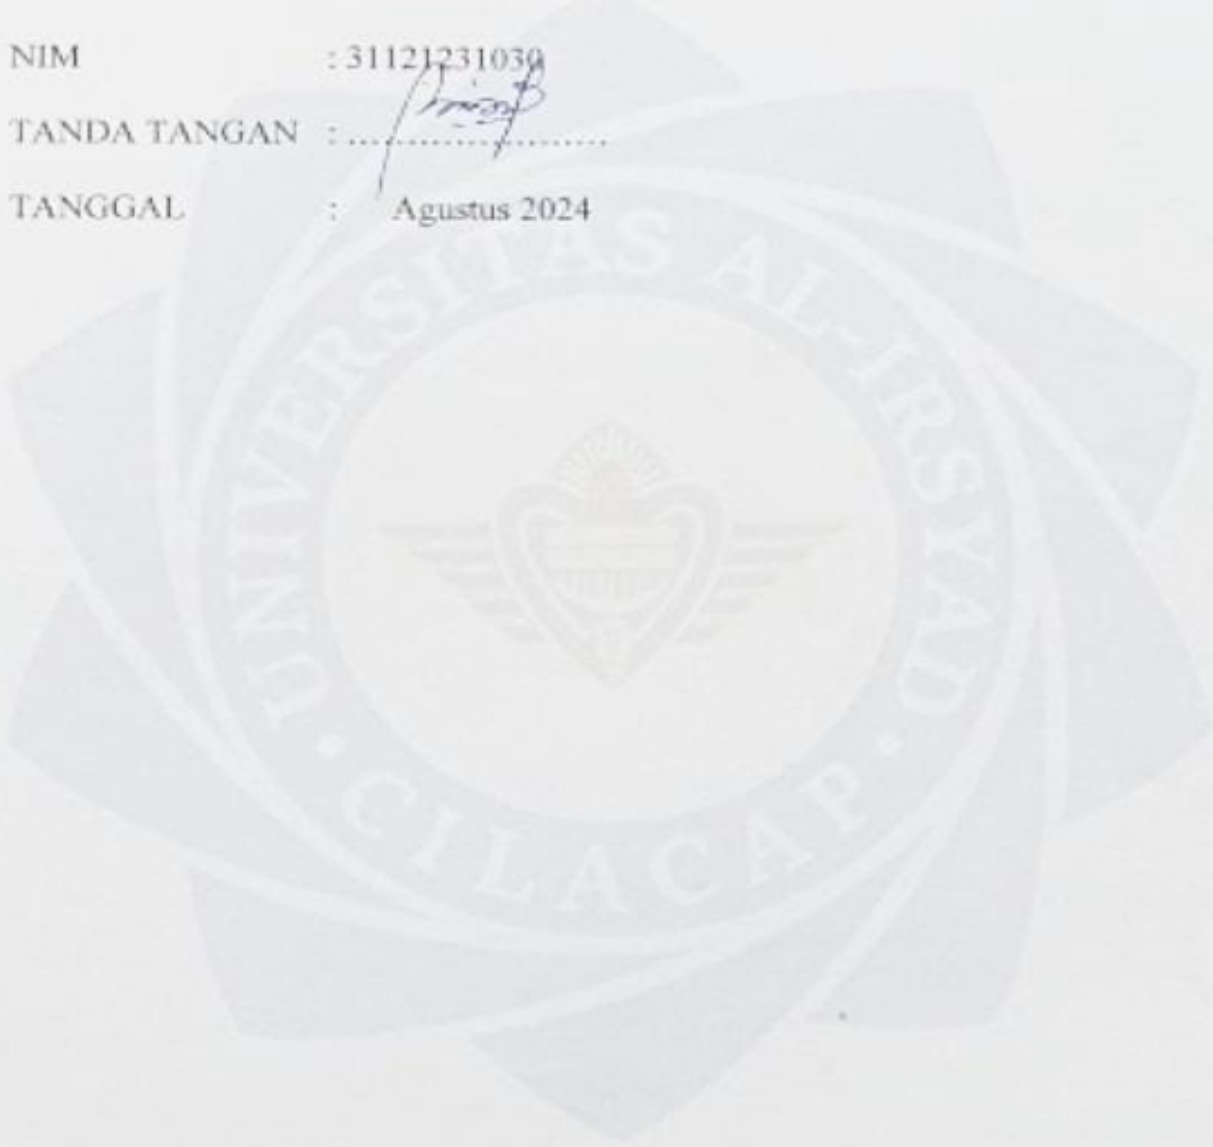 NIM : 31121231030
TANDA TANGAN : ........................
TANGGAL : Agustus 2024
UNIVERSITAS AL-IRSYAD
CILACAP